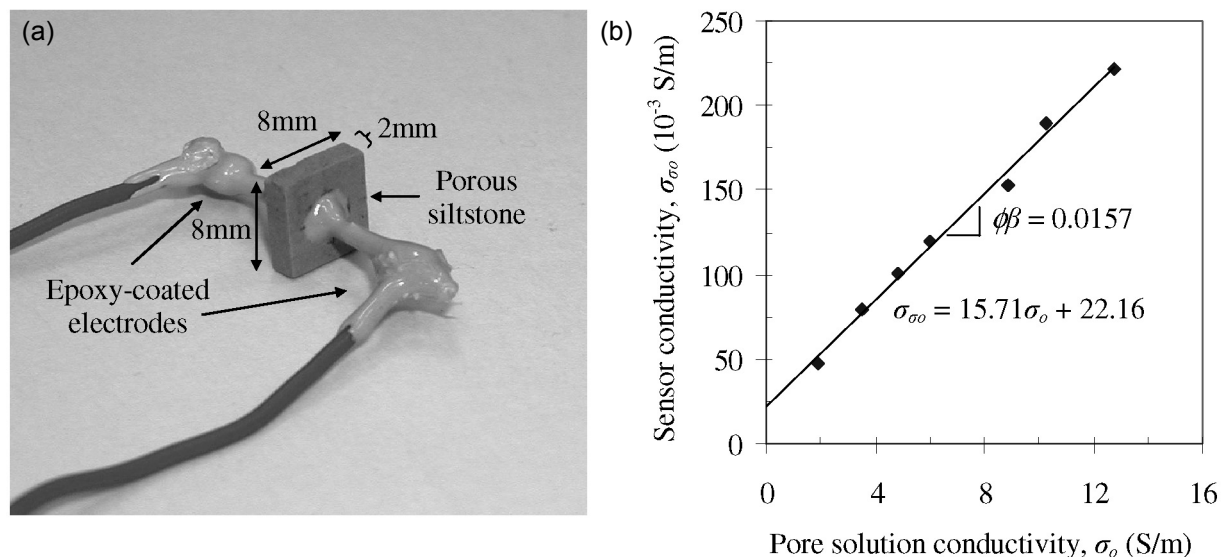 (a)
8mm
2mm
Porous
siltstone
8mm
Epoxy-coated
electrodes
(b)
Sensor conductivity, σσo (10-3 S/m)
250
200
150
100
50
0
ϕβ = 0.0157
σσo = 15.71σo + 22.16
0 4 8 12 16
Pore solution conductivity, σo (S/m)